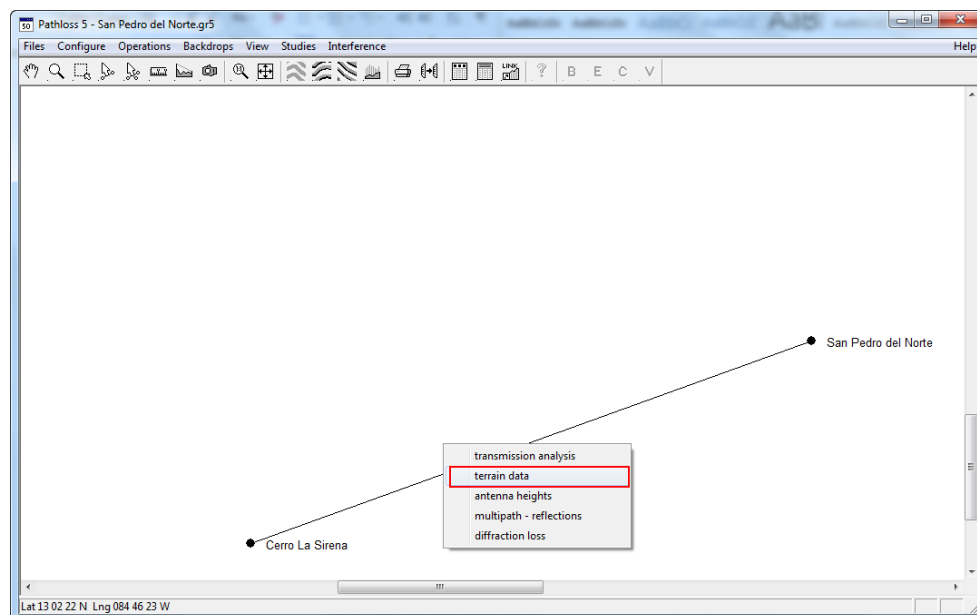 Pathloss 5 - San Pedro del Norte.gr5
Files Configure Operations Backdrops View Studies Interference Help
LINK
? B E C V
San Pedro del Norte
transmission analysis
terrain data
antenna heights
multipath - reflections
diffraction loss
Cerro La Sirena
Lat 13 02 22 N Lng 084 46 23 W